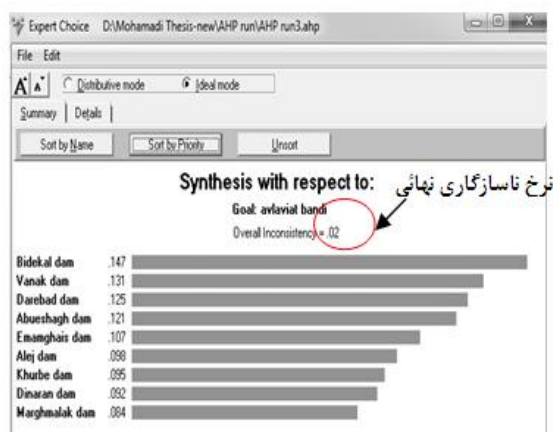 Expert Choice D:\Mohamadi Thesis-new\AHP run\AHP run3.ahp
File Edit
A A Distributive mode Ideal mode
Summary Details
Sort by Name Sort by Priority Unsort
Synthesis with respect to: نرخ ناسازگاری نهائی
Goal: avlaviat bandi
Overall Inconsistency = .02
Bidekal dam .147
Vanak dam .131
Darebad dam .125
Abueshagh dam .121
Emamghais dam .107
Alej dam .098
Khurbe dam .095
Dinaran dam .092
Marghmalak dam .084